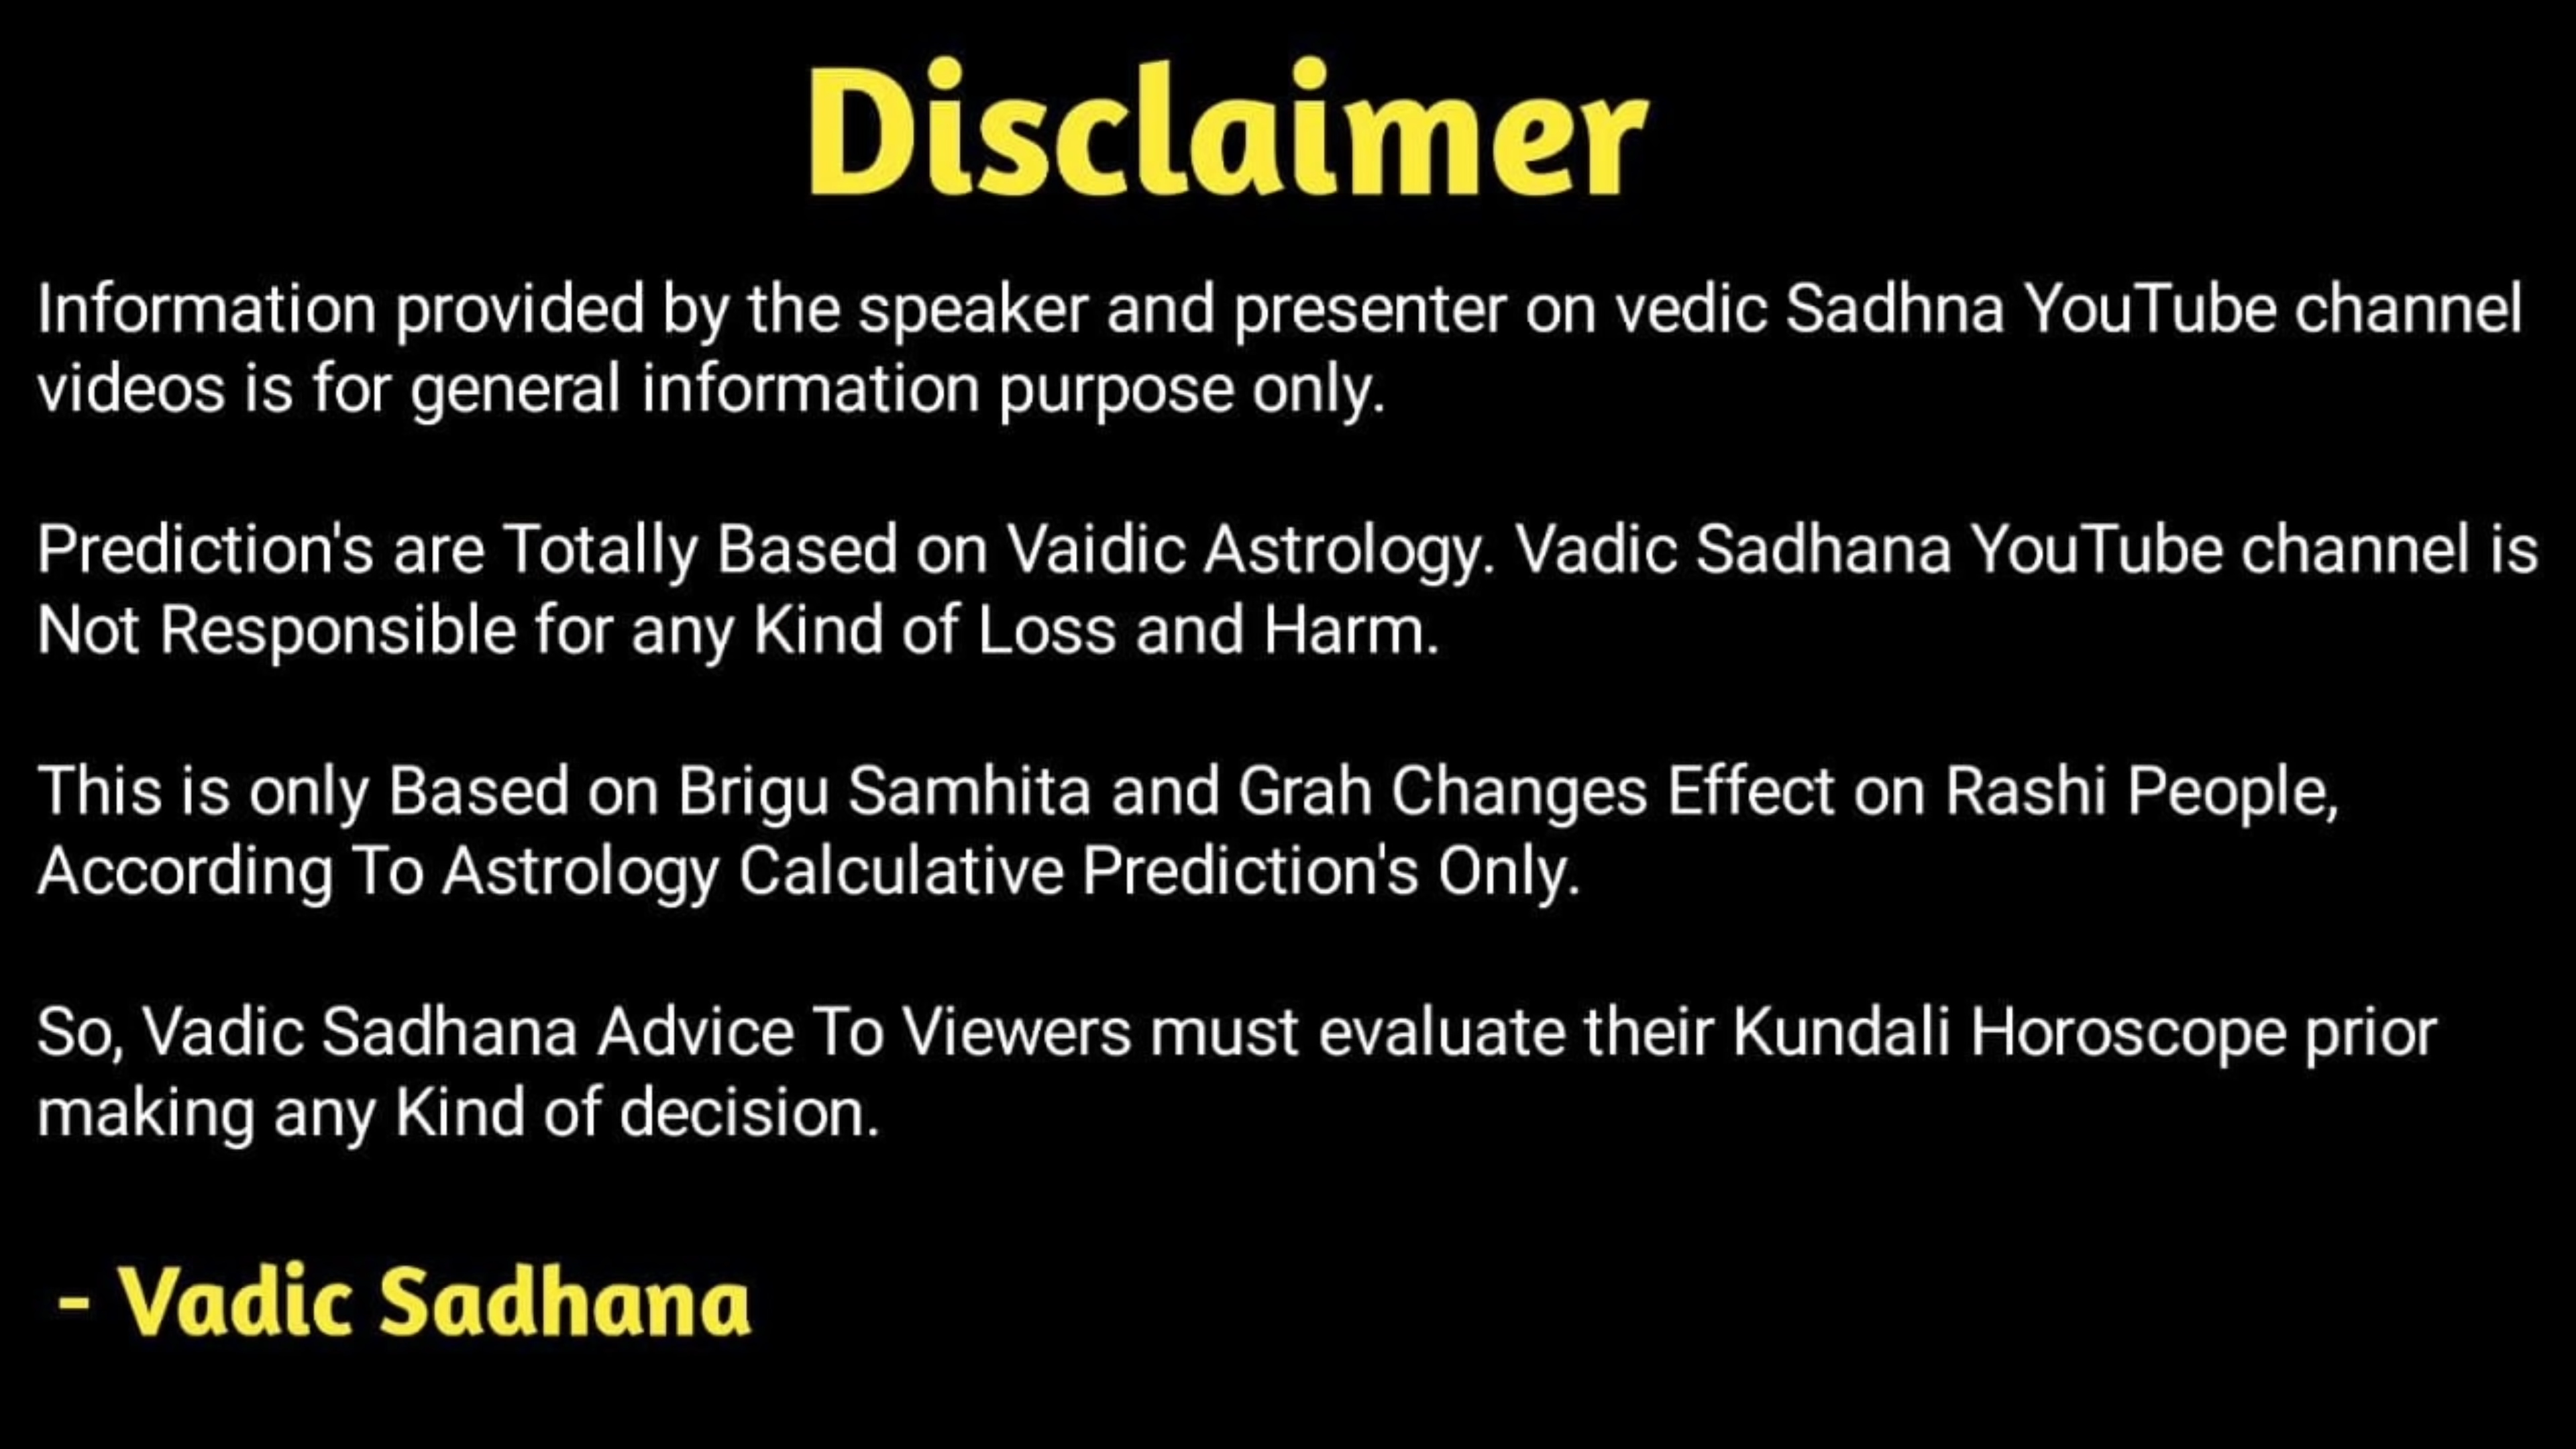 Disclaimer
Information provided by the speaker and presenter on vedic Sadhna YouTube channel
videos is for general information purpose only.
Prediction's are Totally Based on Vaidic Astrology. Vadic Sadhana YouTube channel is
Not Responsible for any Kind of Loss and Harm.
This is only Based on Brigu Samhita and Grah Changes Effect on Rashi People,
According To Astrology Calculative Prediction's Only.
So, Vadic Sadhana Advice To Viewers must evaluate their Kundali Horoscope prior
making any Kind of decision.
- Vadic Sadhana